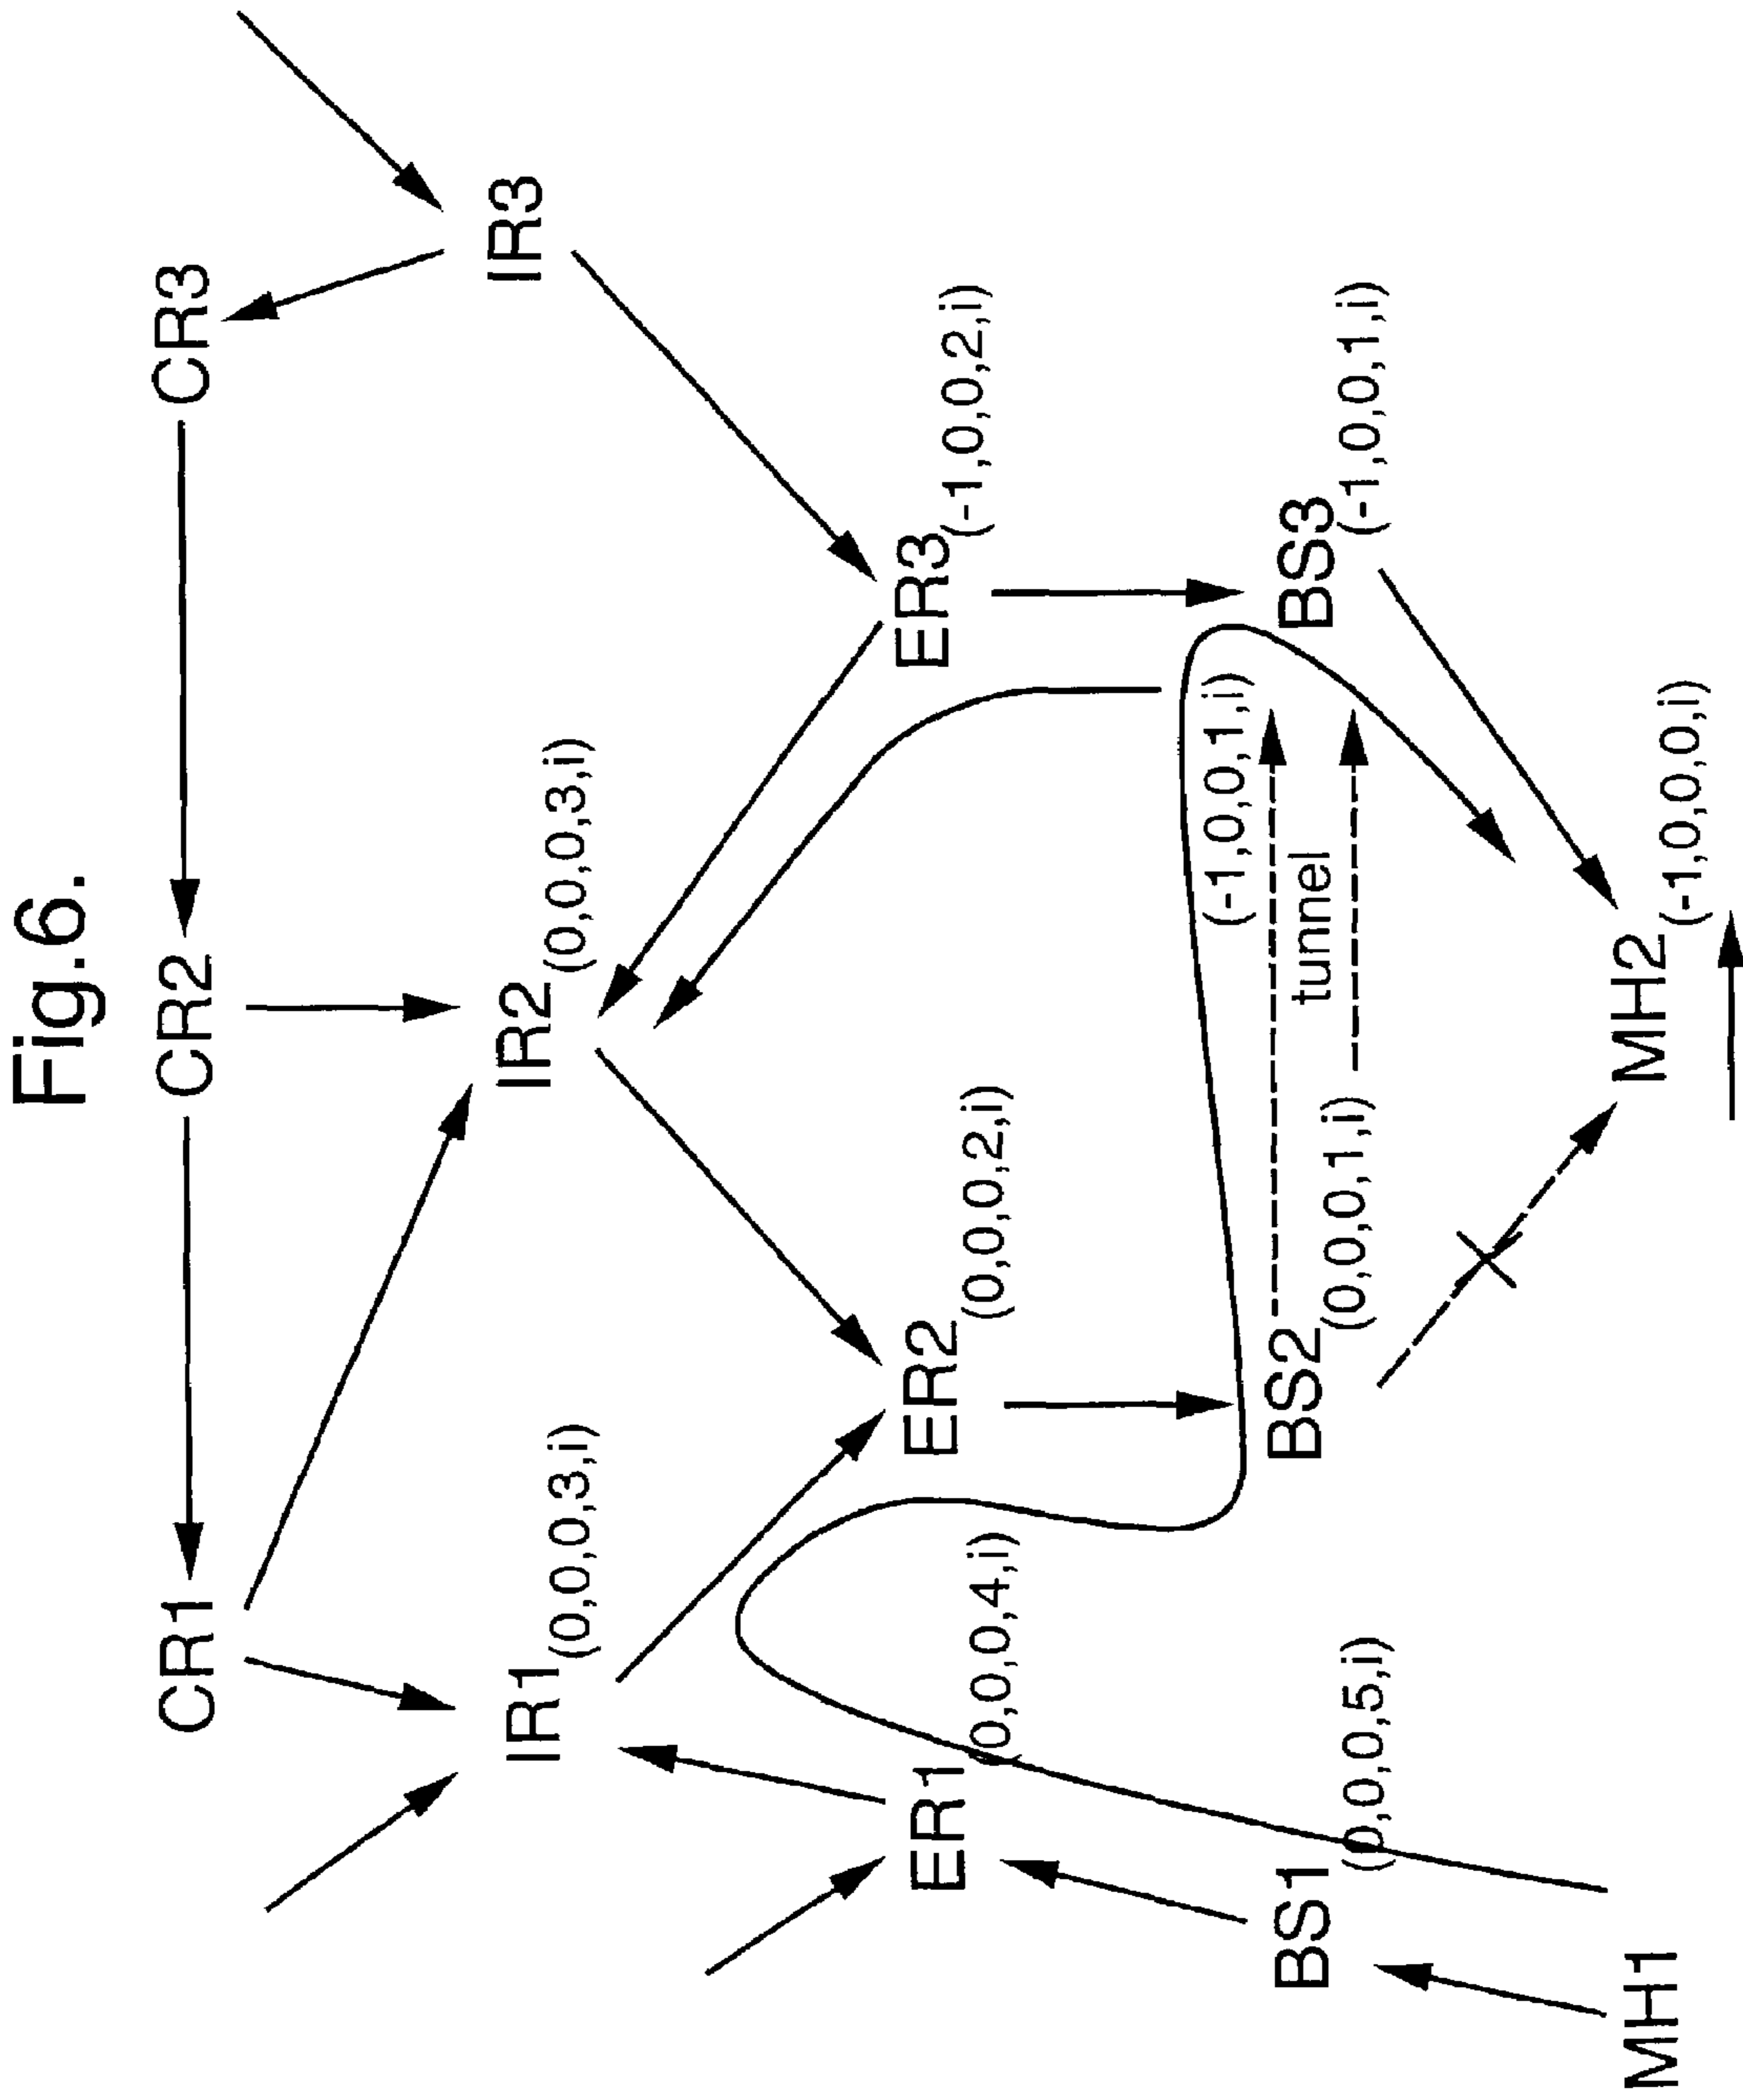 Fig.6.
CR1
CR2
CR3
IR1
(0,0,0,3,i)
IR2
(0,0,0,3,i)
IR3
ER1
(0,0,0,4,i)
ER2
(0,0,0,2,i)
ER3
(-1,0,0,2,i)
BS1
(0,0,0,5,i)
BS2
(0,0,0,1,i)
(-1,0,0,1,i)
tunnel
BS3
(-1,0,0,1,i)
MH1
MH2
(-1,0,0,0,i)